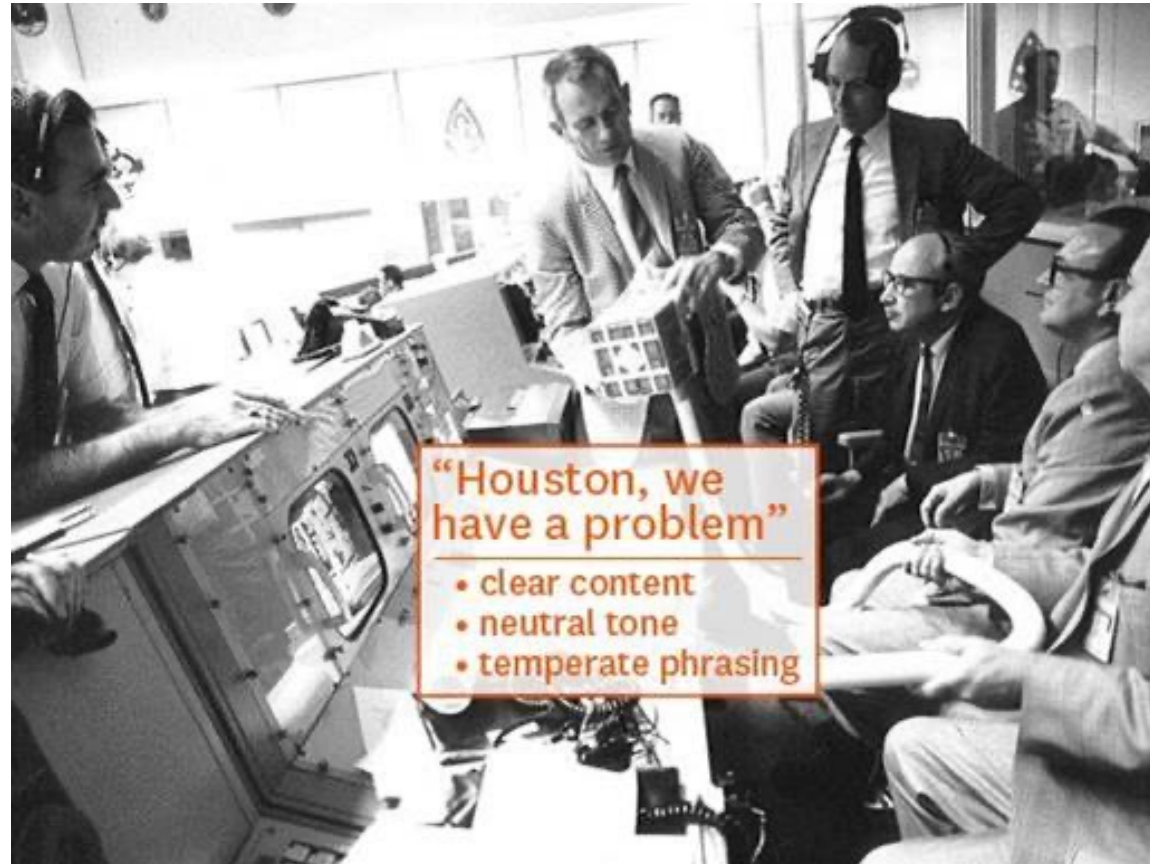 “Houston, we
have a problem”
• clear content
• neutral tone
• temperate phrasing